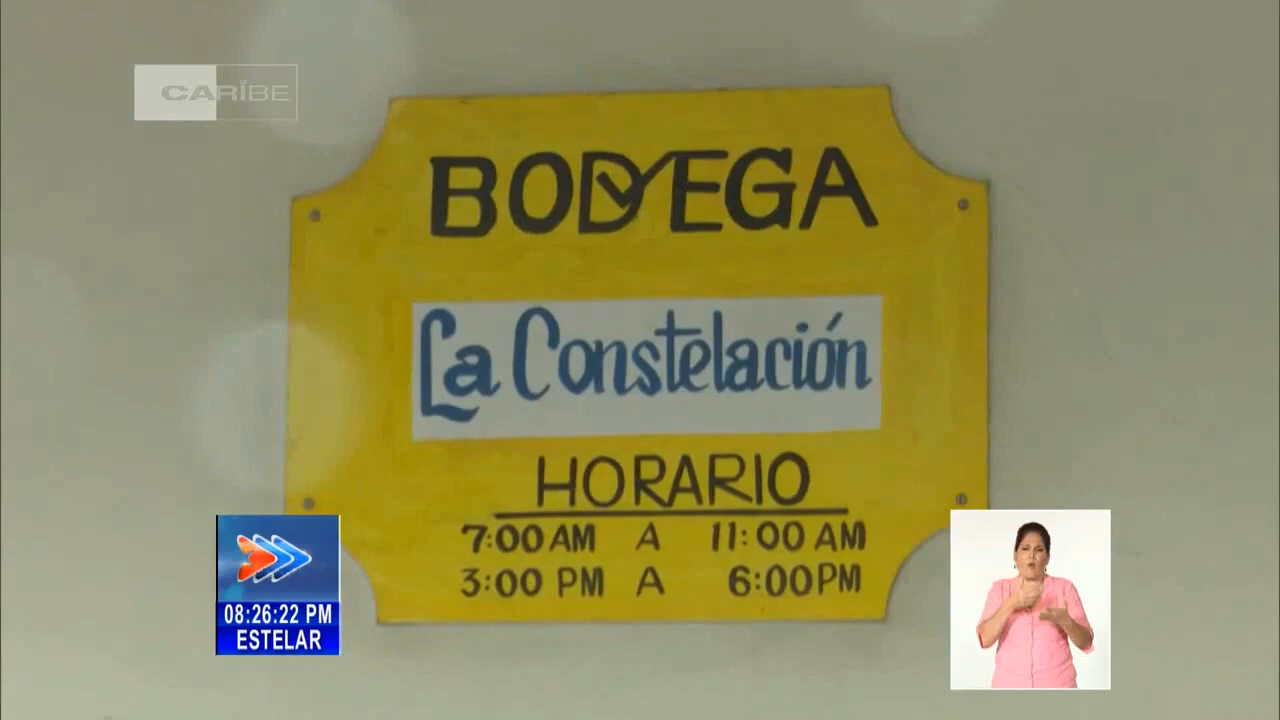 CARIBE
BODEGA
La Constelación
HORARIO
7:00 AM A 11:00 AM
3:00 PM A 6:00 PM
08:26:22 PM
ESTELAR